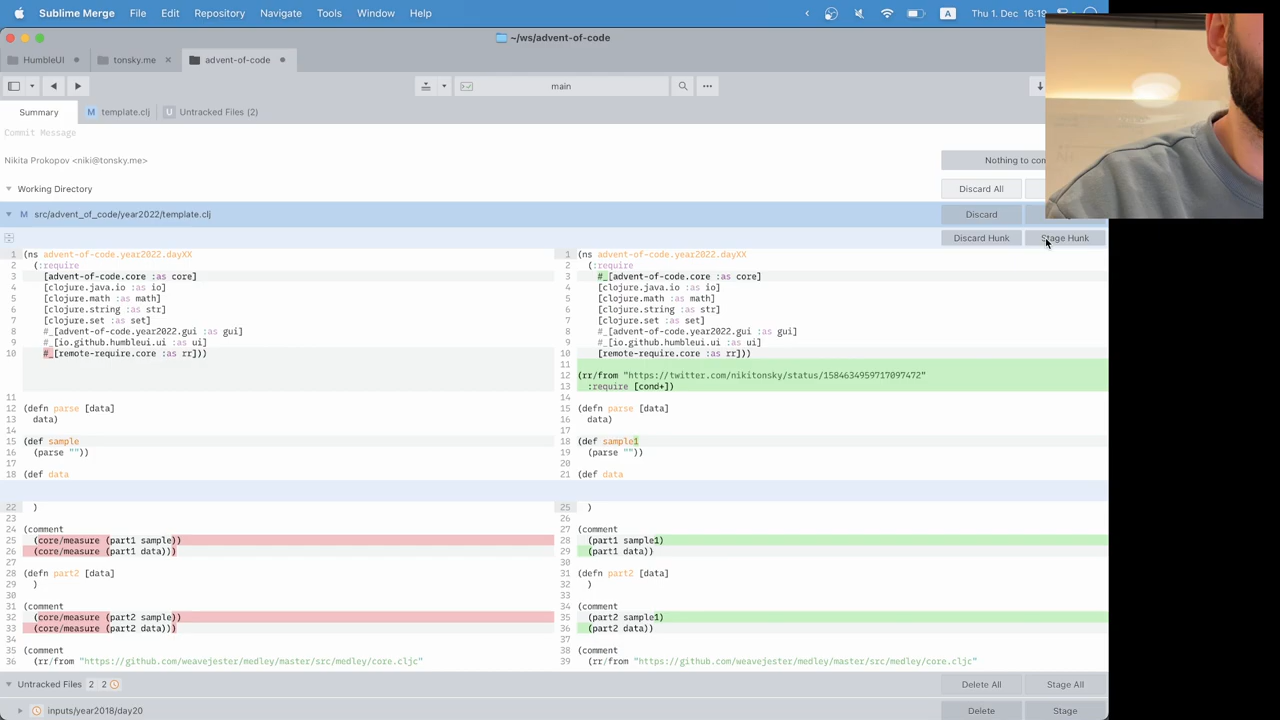 Sublime Merge File Edit Repository Navigate Tools Window Help A Thu 1. Dec 16:19
~/ws/advent-of-code
HumbleUI tonsky.me advent-of-code
main
Summary M template.clj U Untracked Files (2)
Commit Message
Nikita Prokopov <niki@tonsky.me> Nothing to com
Working Directory Discard All
M src/advent_of_code/year2022/template.clj Discard
Discard Hunk Stage Hunk
1 (ns advent-of-code.year2022.dayXX
2 (:require
3 [advent-of-code.core :as core]
4 [clojure.java.io :as io]
5 [clojure.math :as math]
6 [clojure.string :as str]
7 [clojure.set :as set]
8 #_[advent-of-code.year2022.gui :as gui]
9 #_[io.github.humbleui.ui :as ui]
10 #_[remote-require.core :as rr]))
11
12 (defn parse [data]
13 data)
14
15 (def sample
16 (parse ""))
17
18 (def data
22 )
23
24 (comment
25 (core/measure (part1 sample))
26 (core/measure (part1 data)))
27
28 (defn part2 [data]
29 )
30
31 (comment
32 (core/measure (part2 sample))
33 (core/measure (part2 data)))
34
35 (comment
36 (rr/from "https://github.com/weavejester/medley/master/src/medley/core.cljc"
1 (ns advent-of-code.year2022.dayXX
2 (:require
3 #_[advent-of-code.core :as core]
4 [clojure.java.io :as io]
5 [clojure.math :as math]
6 [clojure.string :as str]
7 [clojure.set :as set]
8 #_[advent-of-code.year2022.gui :as gui]
9 #_[io.github.humbleui.ui :as ui]
10 [remote-require.core :as rr]))
11
12 (rr/from "https://twitter.com/nikitonsky/status/1584634959717097472"
13 :require [cond+])
14
15 (defn parse [data]
16 data)
17
18 (def sample1
19 (parse ""))
20
21 (def data
25 )
26
27 (comment
28 (part1 sample1)
29 (part1 data))
30
31 (defn part2 [data]
32 )
33
34 (comment
35 (part2 sample1)
36 (part2 data))
37
38 (comment
39 (rr/from "https://github.com/weavejester/medley/master/src/medley/core.cljc"
Untracked Files 2 2 Delete All Stage All
inputs/year2018/day20 Delete Stage